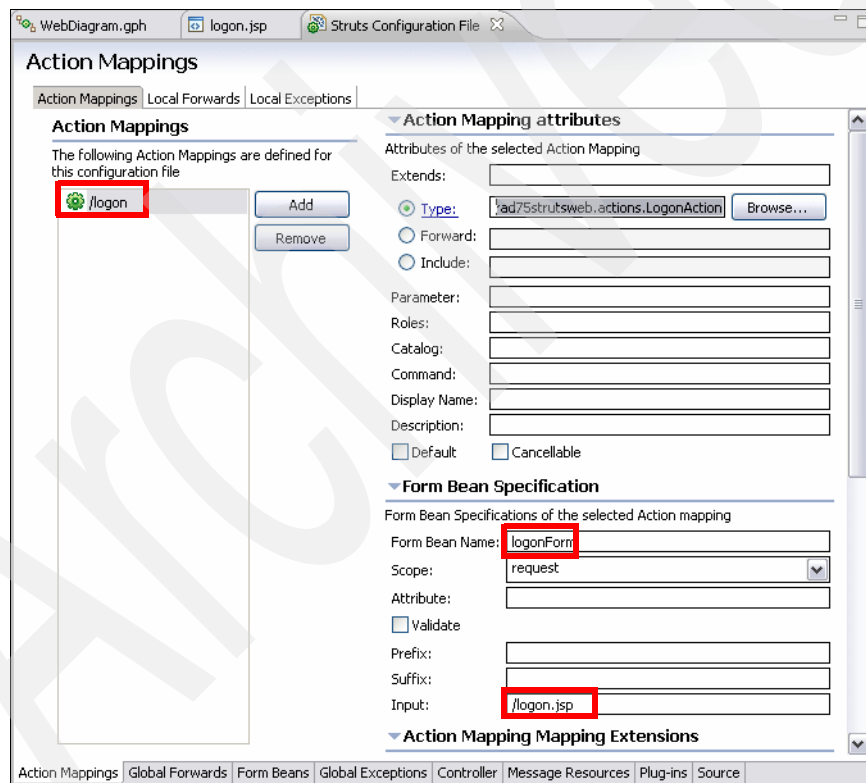 WebDiagram.gph logon.jsp Struts Configuration File
Action Mappings
Action Mappings Local Forwards Local Exceptions
Action Mappings
The following Action Mappings are defined for
this configuration file
/logon
Add
Remove
Action Mapping attributes
Attributes of the selected Action Mapping
Extends:
Type: ad75strutsweb.actions.LogonAction Browse...
Forward:
Include:
Parameter:
Roles:
Catalog:
Command:
Display Name:
Description:
Default Cancellable
Form Bean Specification
Form Bean Specifications of the selected Action mapping
Form Bean Name: logonForm
Scope: request
Attribute:
Validate
Prefix:
Suffix:
Input: /logon.jsp
Action Mapping Mapping Extensions
Action Mappings Global Forwards Form Beans Global Exceptions Controller Message Resources Plug-ins Source